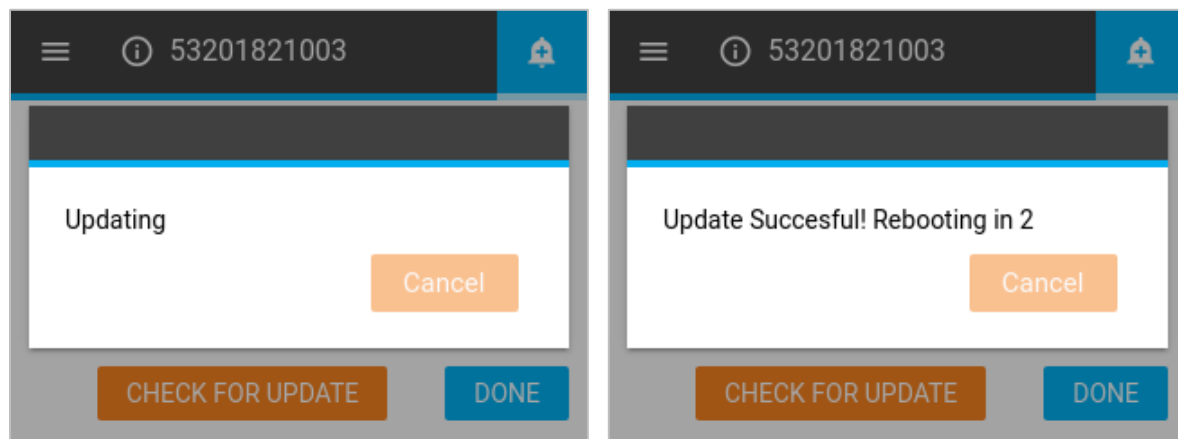 53201821003
Updating
Cancel
CHECK FOR UPDATE DONE
53201821003
Update Succesful! Rebooting in 2
Cancel
CHECK FOR UPDATE DONE